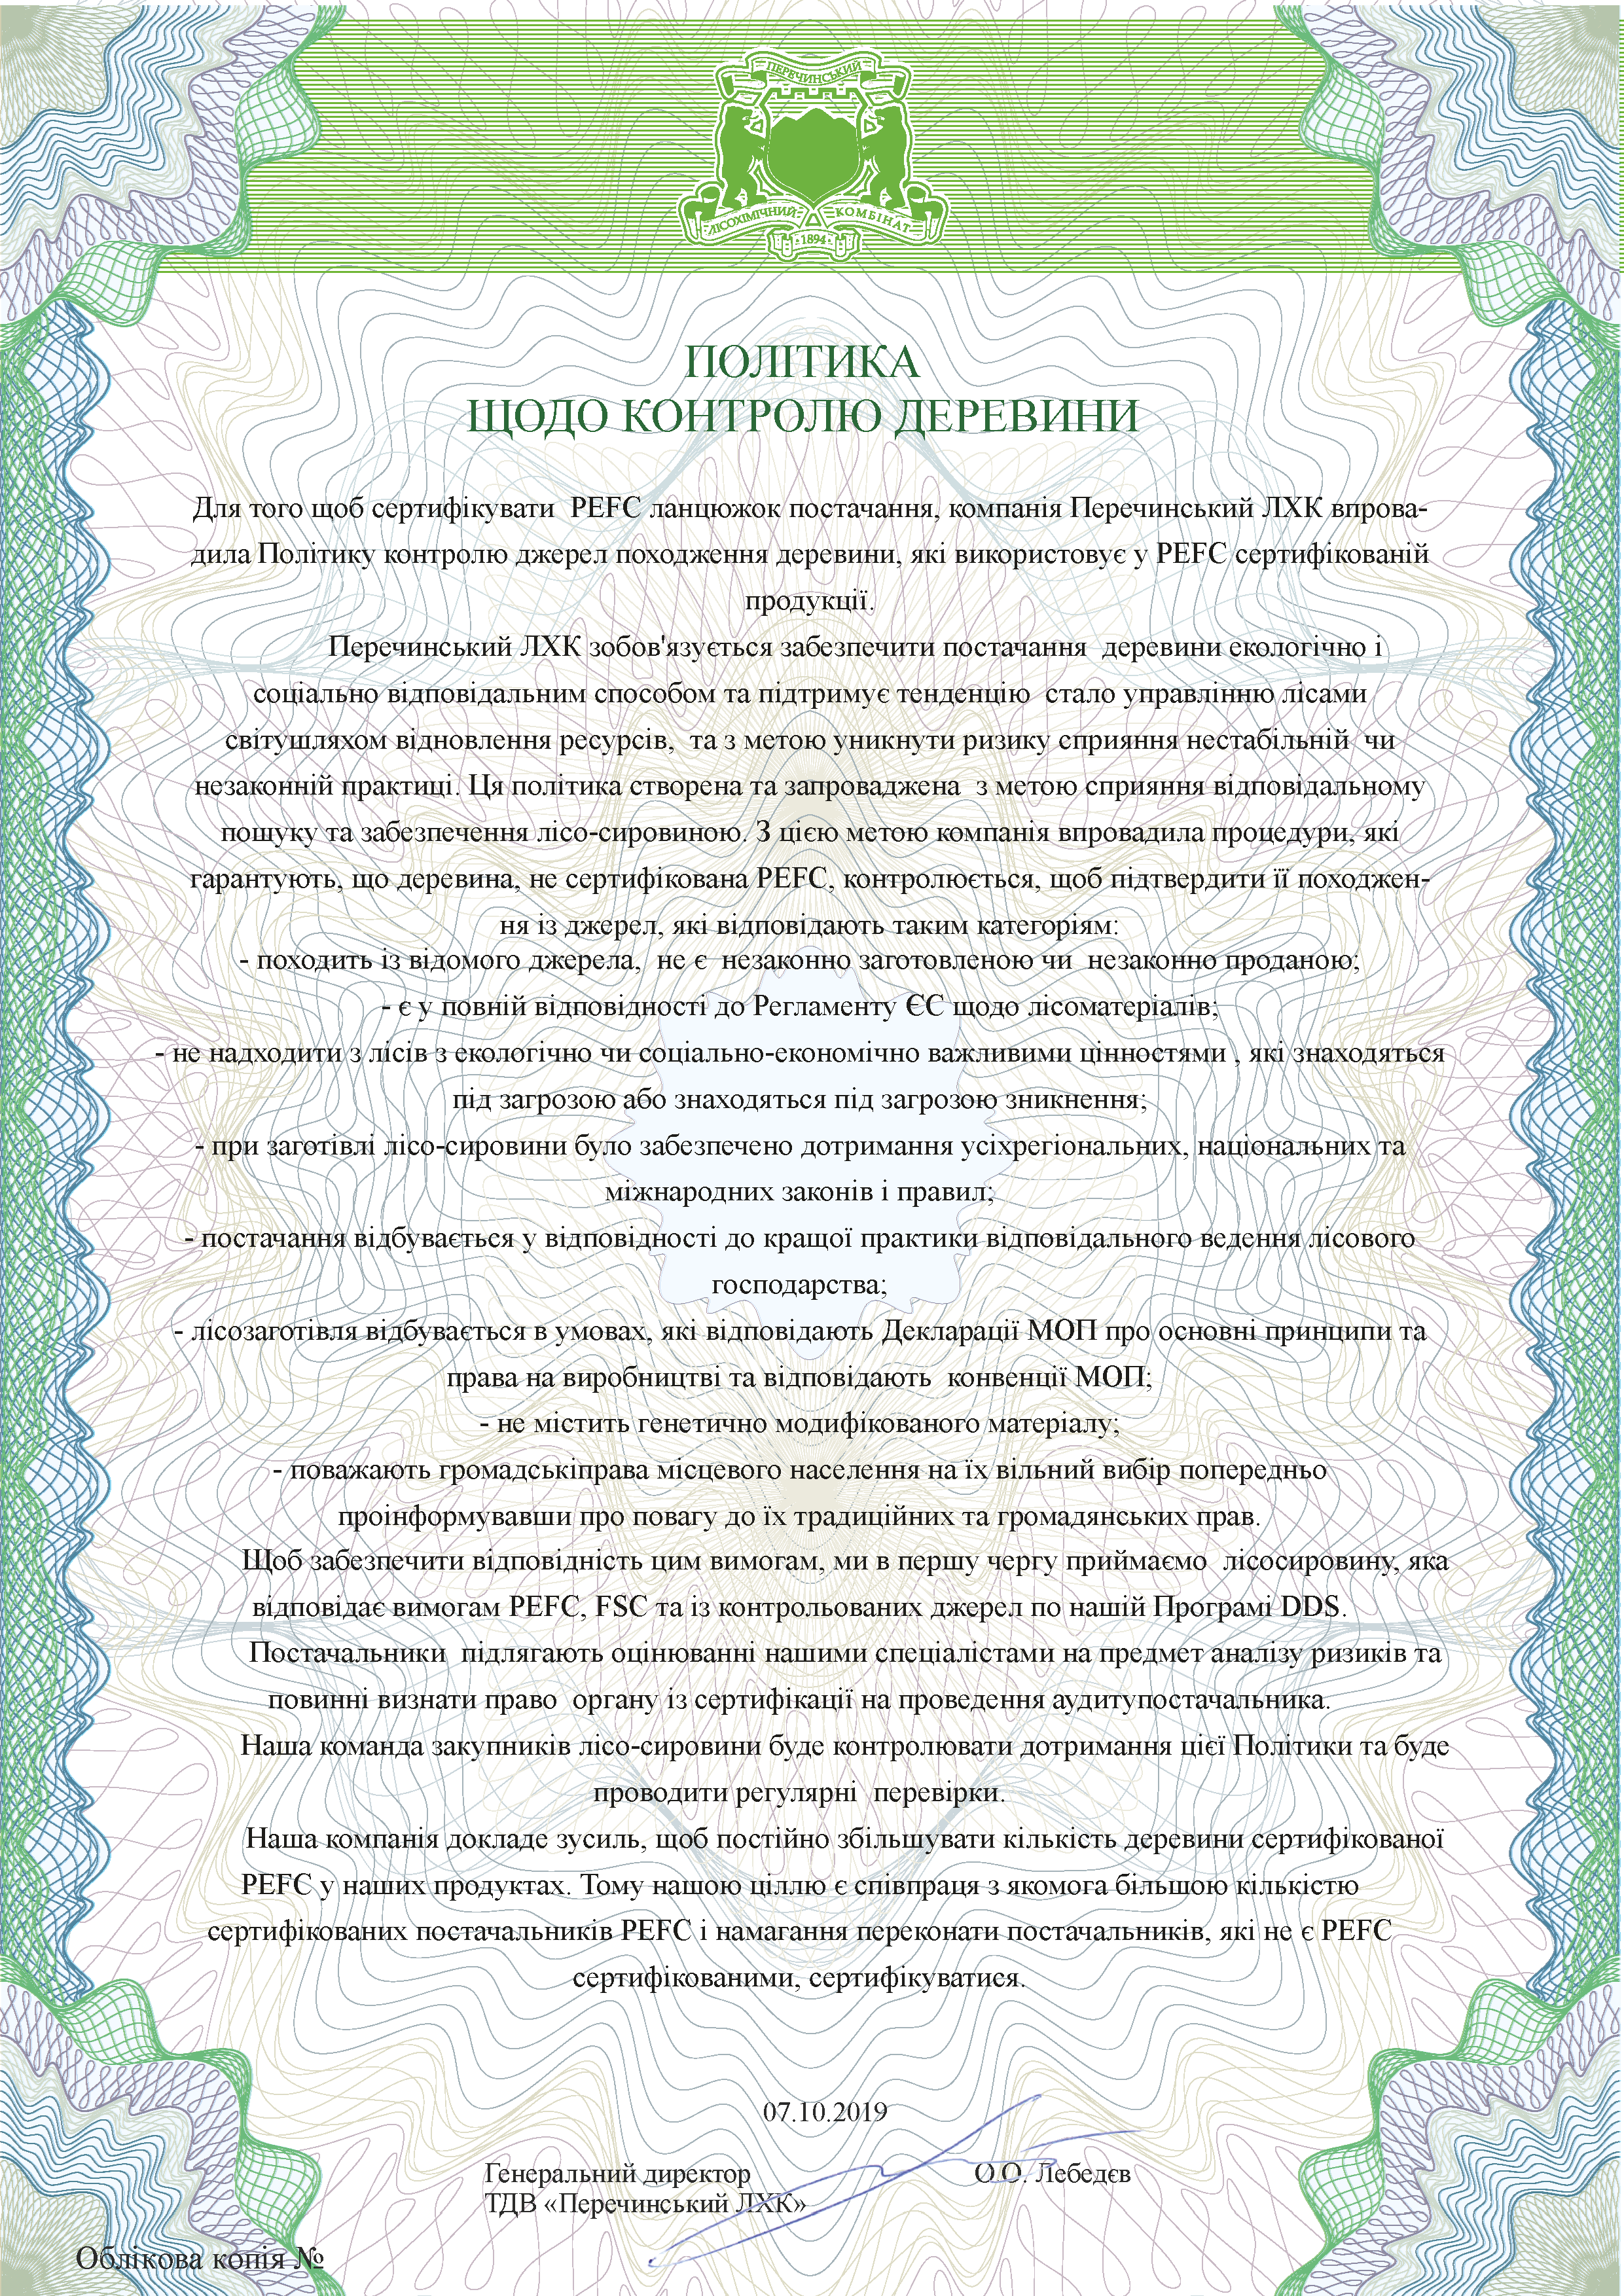 ПЕРЕЧИНСЬКИЙ
ЛІСОХІМІЧНИЙ КОМБІНАТ
·1894·
ПОЛІТИКА
ЩОДО КОНТРОЛЮ ДЕРЕВИНИ
Для того щоб сертифікувати PEFC ланцюжок постачання, компанія Перечинський ЛХК впрова-
дила Політику контролю джерел походження деревини, які використовує у PEFC сертифікованій
продукції.
Перечинський ЛХК зобов'язується забезпечити постачання деревини екологічно і
соціально відповідальним способом та підтримує тенденцію стало управлінню лісами
світушляхом відновлення ресурсів, та з метою уникнути ризику сприяння нестабільній чи
незаконній практиці. Ця політика створена та запроваджена з метою сприяння відповідальному
пошуку та забезпечення лісо-сировиною. З цією метою компанія впровадила процедури, які
гарантують, що деревина, не сертифікована PEFC, контролюється, щоб підтвердити її походжен-
ня із джерел, які відповідають таким категоріям:
- походить із відомого джерела, не є незаконно заготовленою чи незаконно проданою;
- є у повній відповідності до Регламенту ЄС щодо лісоматеріалів;
- не надходити з лісів з екологічно чи соціально-економічно важливими цінностями , які знаходяться
під загрозою або знаходяться під загрозою зникнення;
- при заготівлі лісо-сировини було забезпечено дотримання усіхрегіональних, національних та
міжнародних законів і правил;
- постачання відбувається у відповідності до кращої практики відповідального ведення лісового
господарства;
- лісозаготівля відбувається в умовах, які відповідають Декларації МОП про основні принципи та
права на виробництві та відповідають конвенції МОП;
- не містить генетично модифікованого матеріалу;
- поважають громадськіправа місцевого населення на їх вільний вибір попередньо
проінформувавши про повагу до їх традиційних та громадянських прав.
Щоб забезпечити відповідність цим вимогам, ми в першу чергу приймаємо лісосировину, яка
відповідає вимогам PEFC, FSC та із контрольованих джерел по нашій Програмі DDS.
Постачальники підлягають оцінюванні нашими спеціалістами на предмет аналізу ризиків та
повинні визнати право органу із сертифікації на проведення аудитупостачальника.
Наша команда закупників лісо-сировини буде контролювати дотримання цієї Політики та буде
проводити регулярні перевірки.
Наша компанія докладе зусиль, щоб постійно збільшувати кількість деревини сертифікованої
PEFC у наших продуктах. Тому нашою ціллю є співпраця з якомога більшою кількістю
сертифікованих постачальників PEFC і намагання переконати постачальників, які не є PEFC
сертифікованими, сертифікуватися.
07.10.2019
Генеральний директор О.О. Лебедєв
ТДВ «Перечинський ЛХК»
Облікова копія №